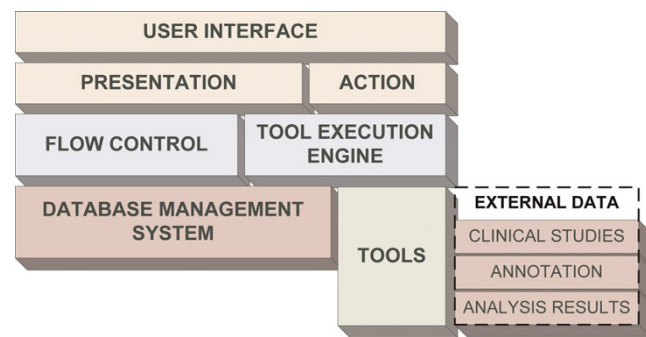 USER INTERFACE
PRESENTATION
ACTION
FLOW CONTROL
TOOL EXECUTION
ENGINE
DATABASE MANAGEMENT
SYSTEM
TOOLS
EXTERNAL DATA
CLINICAL STUDIES
ANNOTATION
ANALYSIS RESULTS